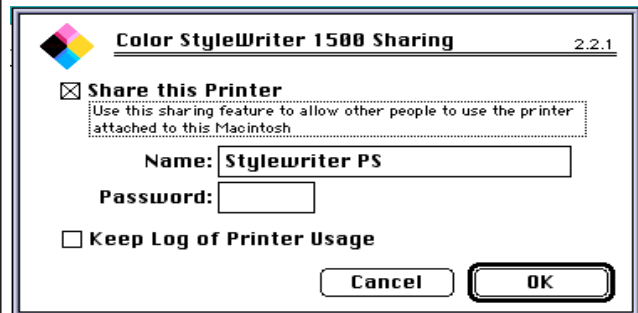 Color StyleWriter 1500 Sharing 2.2.1
Share this Printer
Use this sharing feature to allow other people to use the printer
attached to this Macintosh
Name: Stylewriter PS
Password:
Keep Log of Printer Usage
Cancel OK